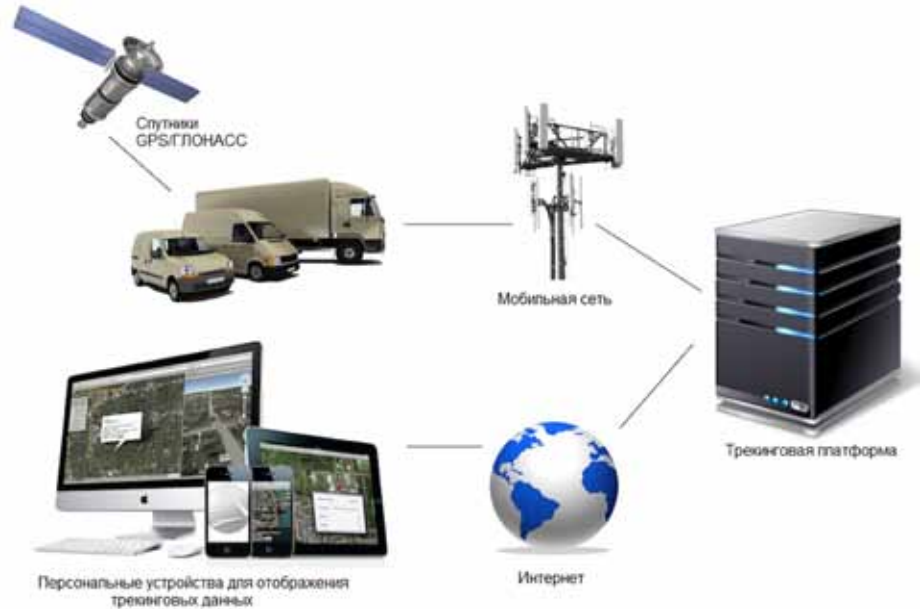 Спутники
GPS/ГЛОНАСС
Мобильная сеть
Трекинговая платформа
Интернет
Персональные устройства для отображения
трекинговых данных